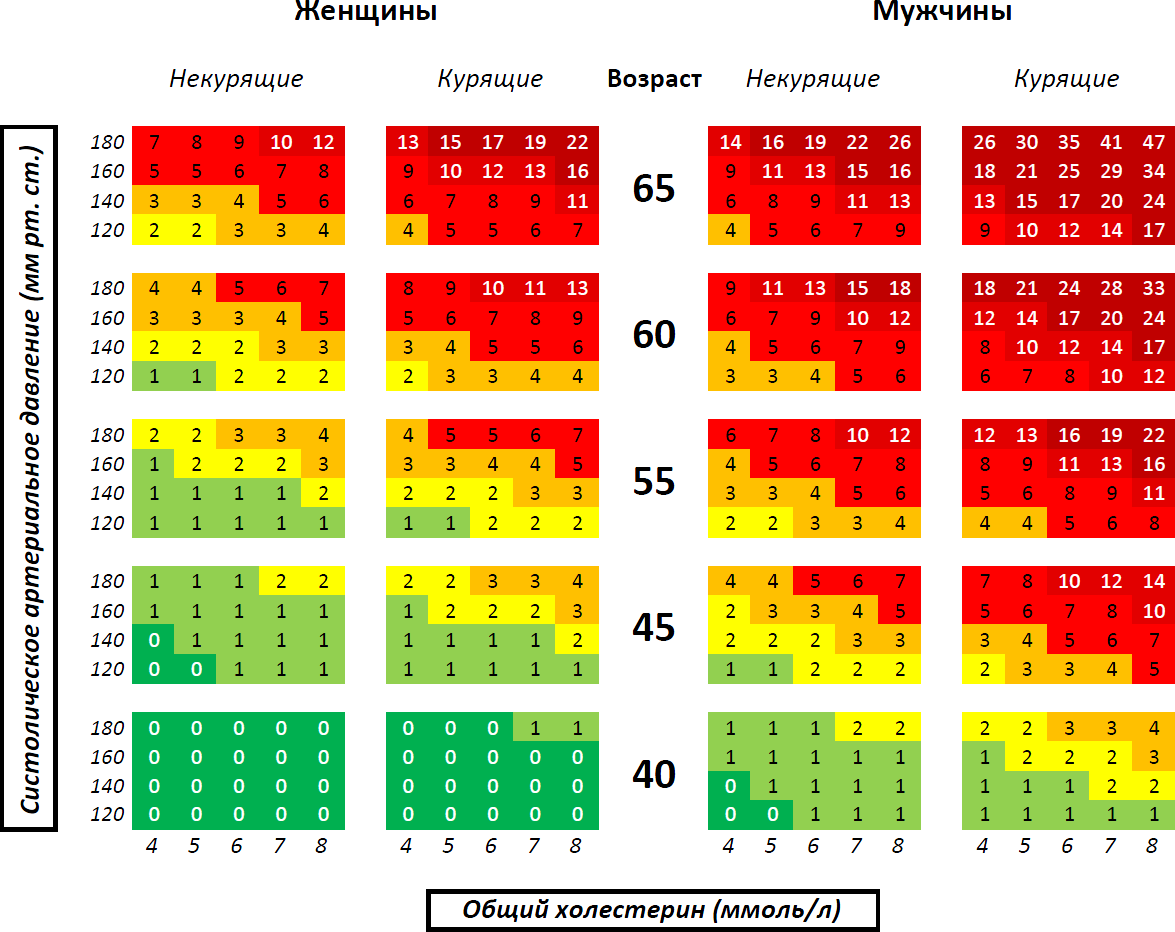 Женщины Мужчины
Некурящие Курящие Возраст Некурящие Курящие
Систолическое артериальное давление (мм рт. ст.)
180 7 8 9 10 12 13 15 17 19 22 14 16 19 22 26 26 30 35 41 47
160 5 5 6 7 8 9 10 12 13 16 9 11 13 15 16 18 21 25 29 34
65
140 3 3 4 5 6 6 7 8 9 11 6 8 9 11 13 13 15 17 20 24
120 2 2 3 3 4 4 5 5 6 7 4 5 6 7 9 9 10 12 14 17
180 4 4 5 6 7 8 9 10 11 13 9 11 13 15 18 18 21 24 28 33
160 3 3 3 4 5 5 6 7 8 9 6 7 9 10 12 12 14 17 20 24
60
140 2 2 2 3 3 3 4 5 5 6 4 5 6 7 9 8 10 12 14 17
120 1 1 2 2 2 2 3 3 4 4 3 3 4 5 6 6 7 8 10 12
180 2 2 3 3 4 4 5 5 6 7 6 7 8 10 12 12 13 16 19 22
160 1 2 2 2 3 3 3 4 4 5 4 5 6 7 8 8 9 11 13 16
55
140 1 1 1 1 2 2 2 2 3 3 3 3 4 5 6 5 6 8 9 11
120 1 1 1 1 1 1 1 2 2 2 2 2 3 3 4 4 4 5 6 8
180 1 1 1 2 2 2 2 3 3 4 4 4 5 6 7 7 8 10 12 14
160 1 1 1 1 1 1 2 2 2 3 2 3 3 4 5 5 6 7 8 10
45
140 0 1 1 1 1 1 1 1 1 2 2 2 2 3 3 3 4 5 6 7
120 0 0 1 1 1 1 1 1 1 1 1 1 2 2 2 2 3 3 4 5
180 0 0 0 0 0 0 0 0 1 1 1 1 1 2 2 2 2 3 3 4
160 0 0 0 0 0 0 0 0 0 0 1 1 1 1 1 1 2 2 2 3
40
140 0 0 0 0 0 0 0 0 0 0 0 1 1 1 1 1 1 1 2 2
120 0 0 0 0 0 0 0 0 0 0 0 0 1 1 1 1 1 1 1 1
4 5 6 7 8 4 5 6 7 8 4 5 6 7 8 4 5 6 7 8
Общий холестерин (ммоль/л)